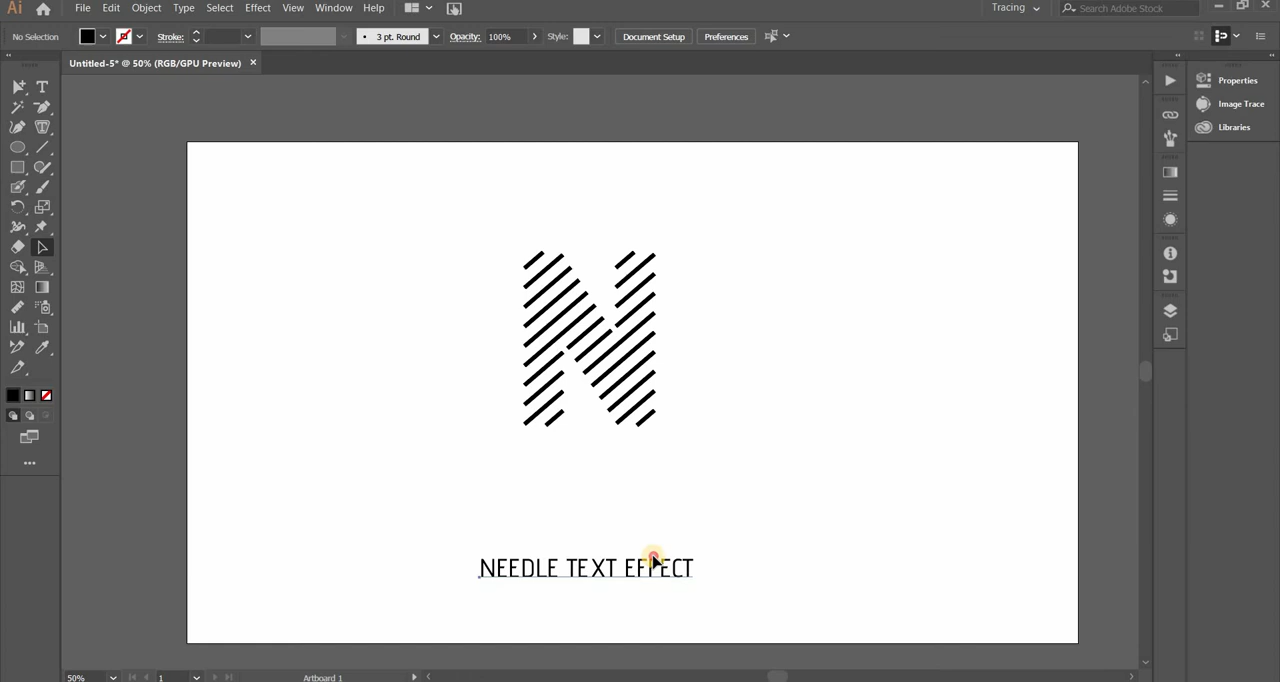 Ai File Edit Object Type Select Effect View Window Help Tracing Search Adobe Stock
No Selection Stroke: 3 pt. Round Opacity: 100% Style: Document Setup Preferences
Untitled-5* @ 50% (RGB/GPU Preview)
Properties
Image Trace
Libraries
N
NEEDLE TEXT EFFECT
50% 1 Artboard 1